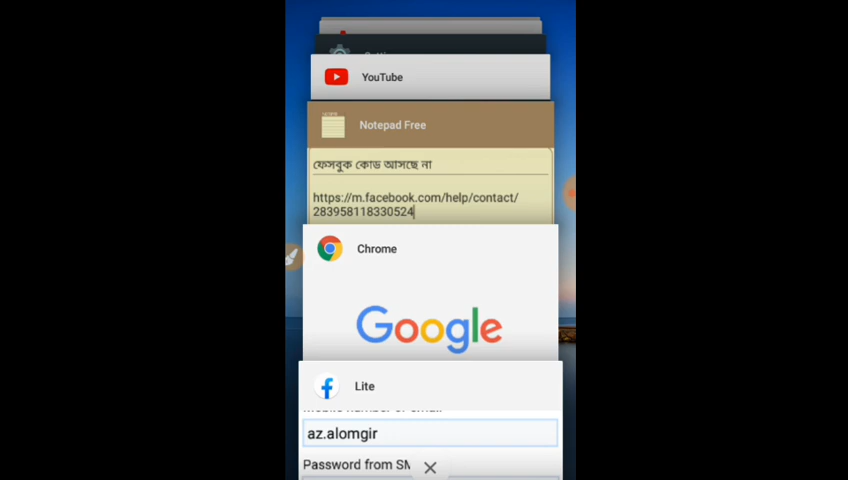 YouTube
Notepad Free
ফেসবুক কোড আসছে না
https://m.facebook.com/help/contact/
283958118330524
Chrome
Google
Lite
az.alomgir
Password from SM